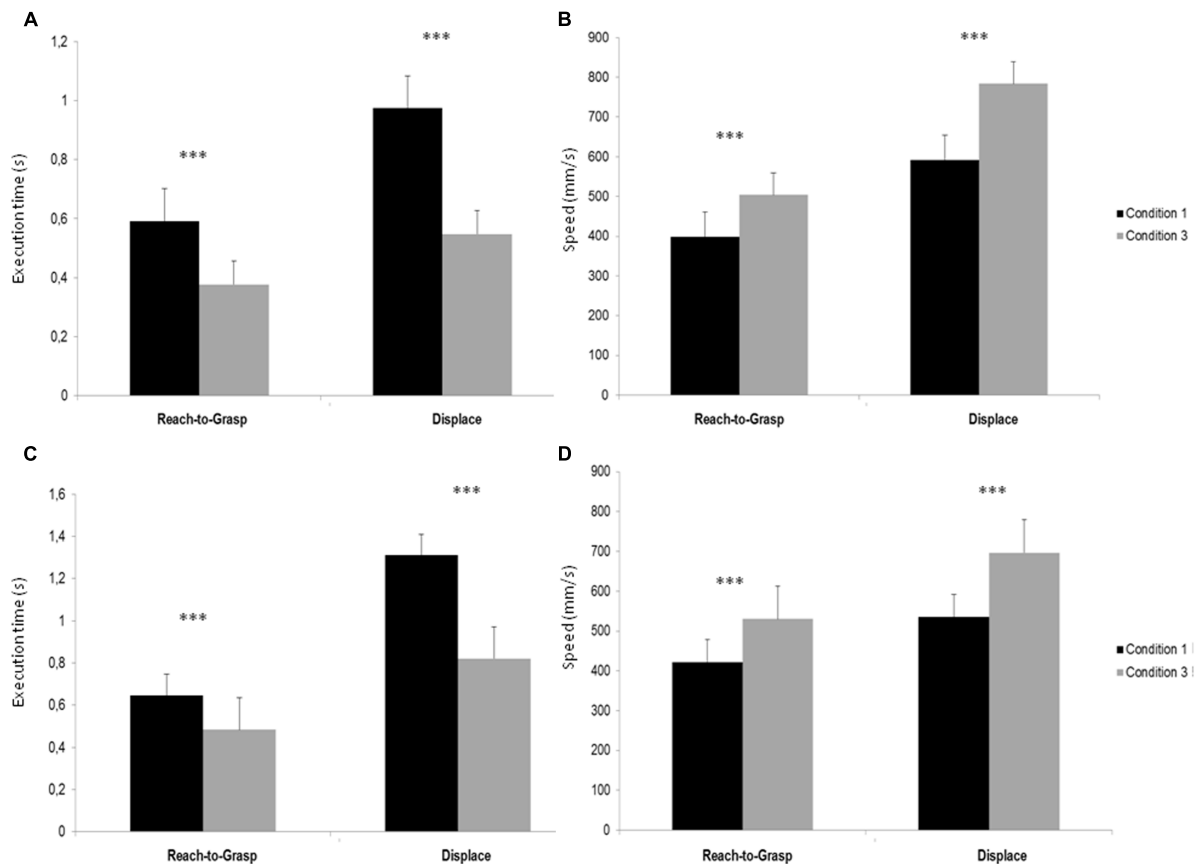 A
Execution time (s)
1,2
1
0,8
0,6
0,4
0,2
0
***
***
Reach-to-Grasp
Displace
B
Speed (mm/s)
900
800
700
600
500
400
300
200
100
0
***
***
Reach-to-Grasp
Displace
Condition 1
Condition 3
C
Execution time (s)
1,6
1,4
1,2
1
0,8
0,6
0,4
0,2
0
***
***
Reach-to-Grasp
Displace
D
Speed (mm/s)
900
800
700
600
500
400
300
200
100
0
***
***
Reach-to-Grasp
Displace
Condition 1
Condition 3